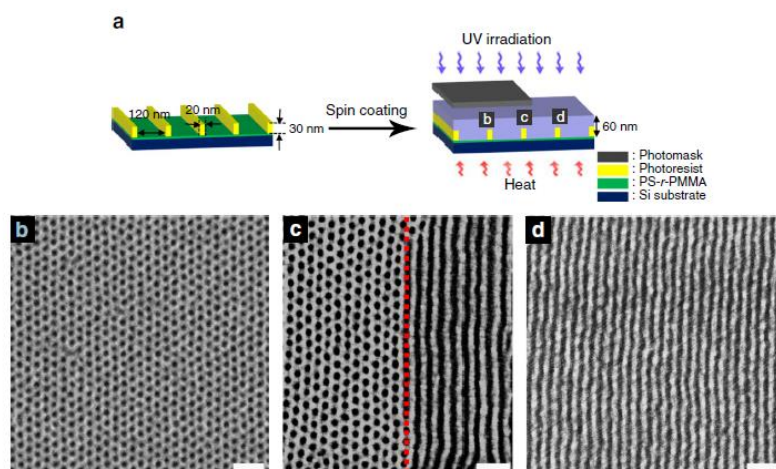 a
UV irradiation
120 nm
20 nm
Spin coating
30 nm
b
c
d
60 nm
Heat
: Photomask
: Photoresist
: PS-r-PMMA
: Si substrate
b
c
d